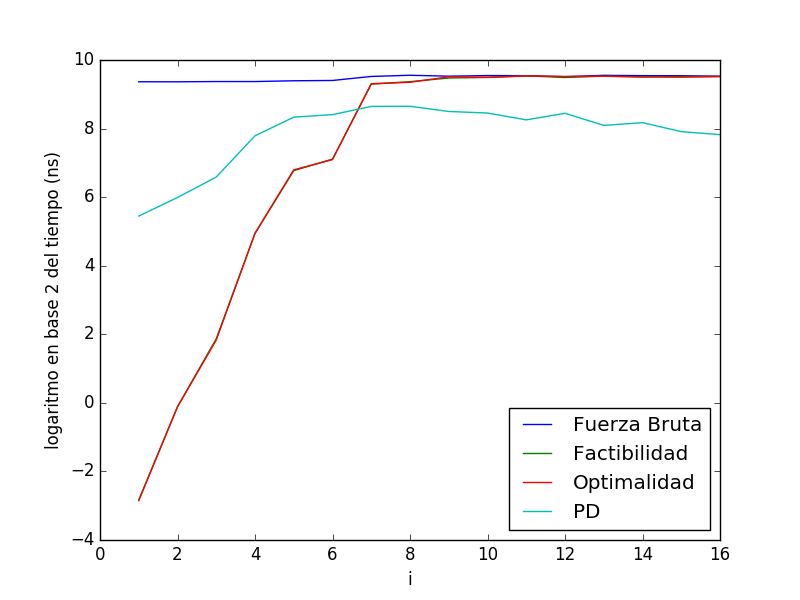 10
8
6
4
2
0
−2
−4
logaritmo en base 2 del tiempo (ns)
Fuerza Bruta
Factibilidad
Optimalidad
PD
0 2 4 6 8 10 12 14 16
i